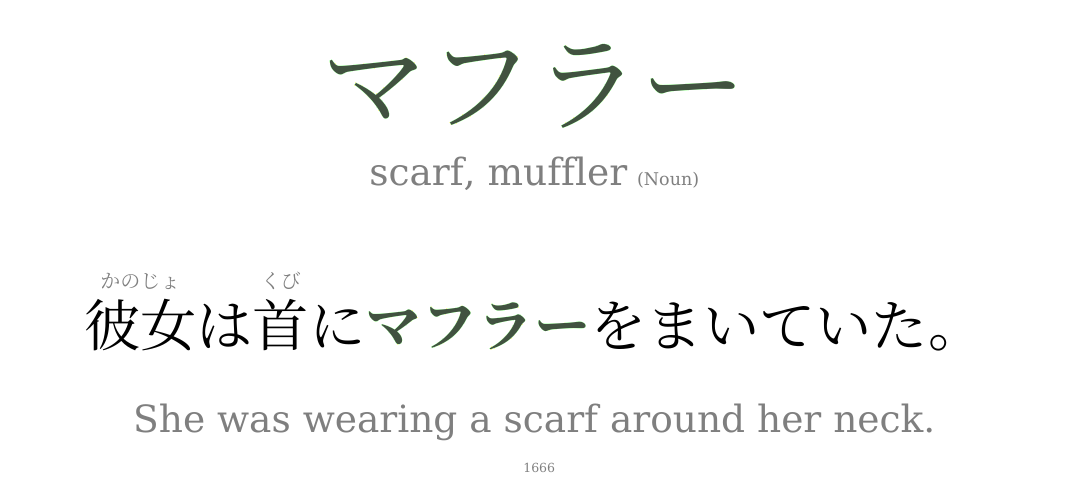 マフラー
scarf, muffler (Noun)
かのじょ くび
彼女は首にマフラーをまいていた。
She was wearing a scarf around her neck.
1666